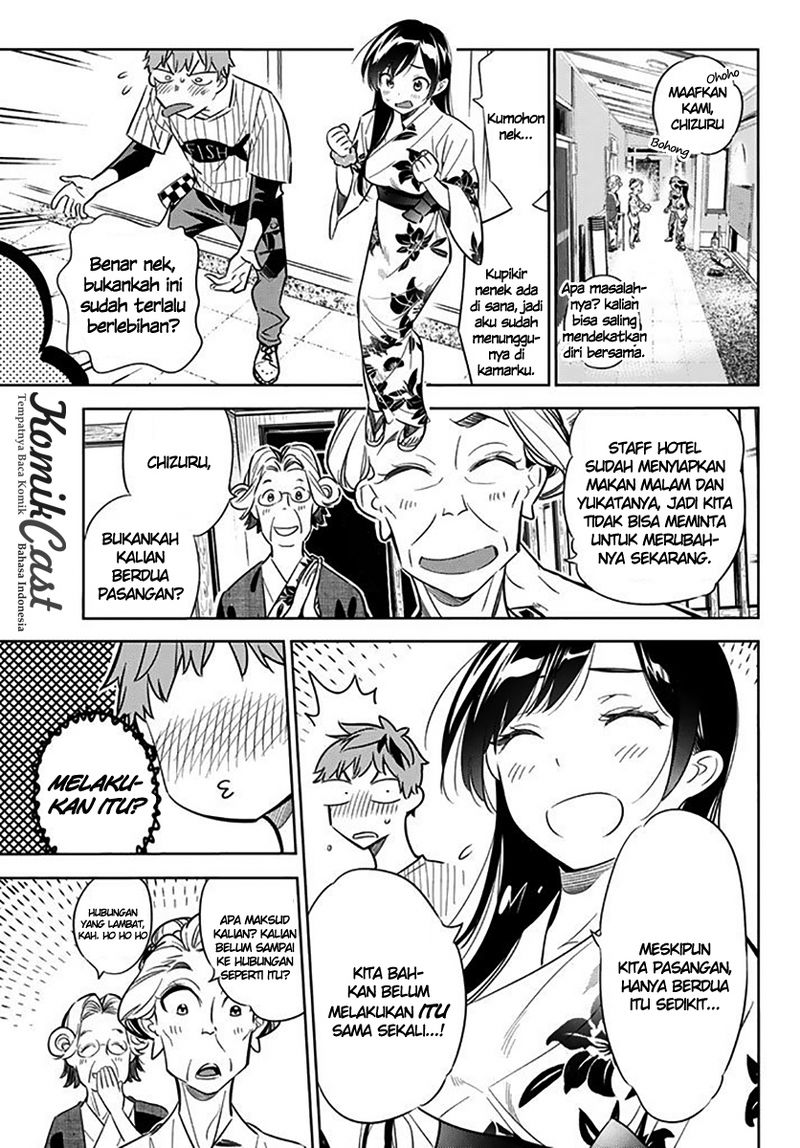 Ohoho
MAAFKAN
KAMI,
CHIZURU
Bohong
Apa masalah-
nya? kalian
bisa saling
mendekatkan
diri bersama.
Kumohon
nek...
Kupikir
nenek ada
di sana, jadi
aku sudah
menunggu-
nya di
kamarku.
FISH
Benar nek,
bukankah ini
sudah terlalu
berlebihan?
STAFF HOTEL
SUDAH MENYIAPKAN
MAKAN MALAM DAN
YUKATANYA, JADI KITA
TIDAK BISA MEMINTA
UNTUK MERUBAH-
NYA SEKARANG.
CHIZURU,
BUKANKAH
KALIAN
BERDUA
PASANGAN?
KomikCast
Tempatnya Baca Komik Bahasa Indonesia
MESKIPUN
KITA PASANGAN,
HANYA BERDUA
ITU SEDIKIT...
KITA BAH-
KAN BELUM
MELAKUKAN ITU
SAMA SEKALI...!
MELAKU-
KAN ITU?
APA MAKSUD
KALIAN? KALIAN
BELUM SAMPAI
KE HUBUNGAN
SEPERTI ITU?
HUBUNGAN
YANG LAMBAT,
KAH. HO HO HO